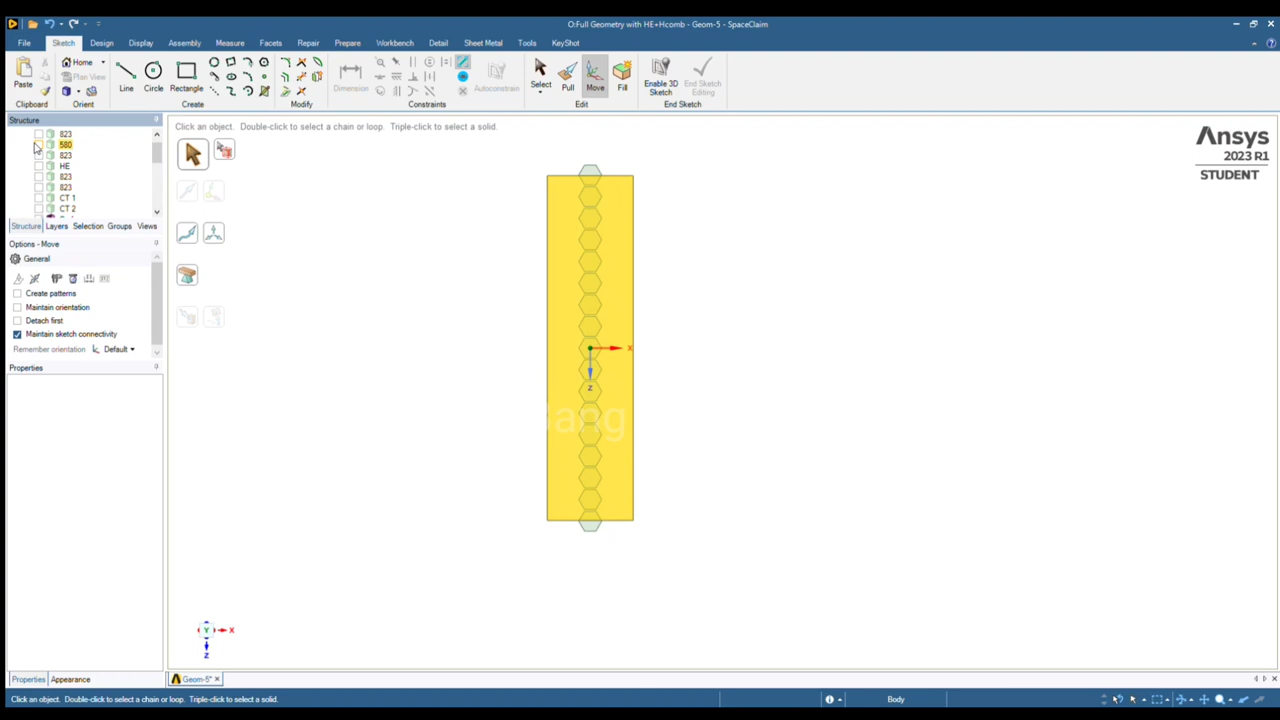 O:Full Geometry with HE+Hcomb - Geom-5 - SpaceClaim
File Sketch Design Display Assembly Measure Facets Repair Prepare Workbench Detail Sheet Metal Tools KeyShot
Paste
Clipboard
Home
Plan View
Orient
Line
Circle
Rectangle
Create
Modify
Dimension
Constraints
Autoconstrain
Select
Pull
Move
Fill
Edit
Enable 3D Sketch
End Sketch Editing
End Sketch
Structure
823
580
823
HE
823
823
CT 1
CT 2
Structure Layers Selection Groups Views
Options - Move
General
Create patterns
Maintain orientation
Detach first
Maintain sketch connectivity
Remember orientation Default
Properties
Properties Appearance
Click an object. Double-click to select a chain or loop. Triple-click to select a solid.
Ansys
2023 R1
STUDENT
X
Z
Y
X
Z
Geom-5*
Click an object. Double-click to select a chain or loop. Triple-click to select a solid.
Body